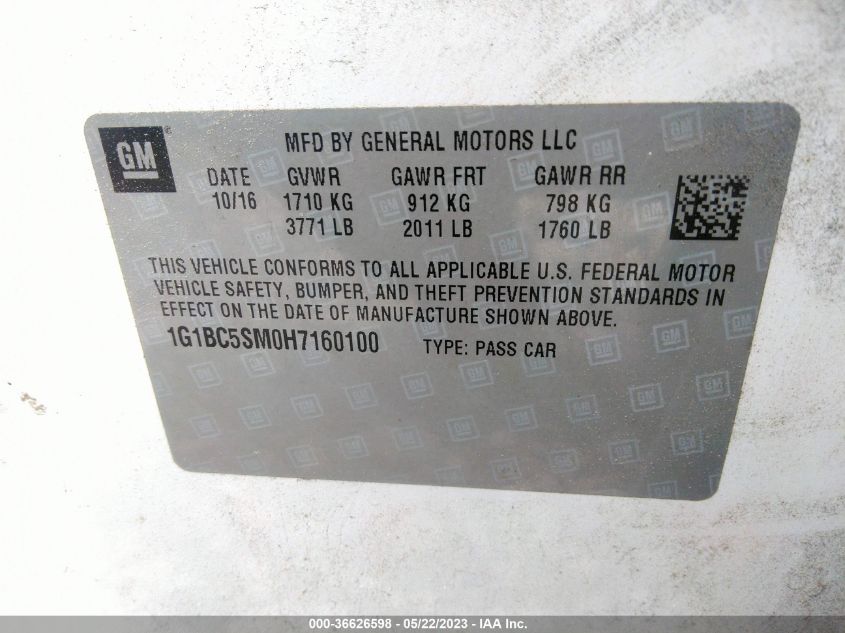 GM®
MFD BY GENERAL MOTORS LLC
DATE GVWR GAWR FRT GAWR RR
10/16 1710 KG 912 KG 798 KG
3771 LB 2011 LB 1760 LB
THIS VEHICLE CONFORMS TO ALL APPLICABLE U.S. FEDERAL MOTOR
VEHICLE SAFETY, BUMPER, AND THEFT PREVENTION STANDARDS IN
EFFECT ON THE DATE OF MANUFACTURE SHOWN ABOVE.
1G1BC5SM0H7160100 TYPE: PASS CAR
000-36626598 - 05/22/2023 - IAA Inc.